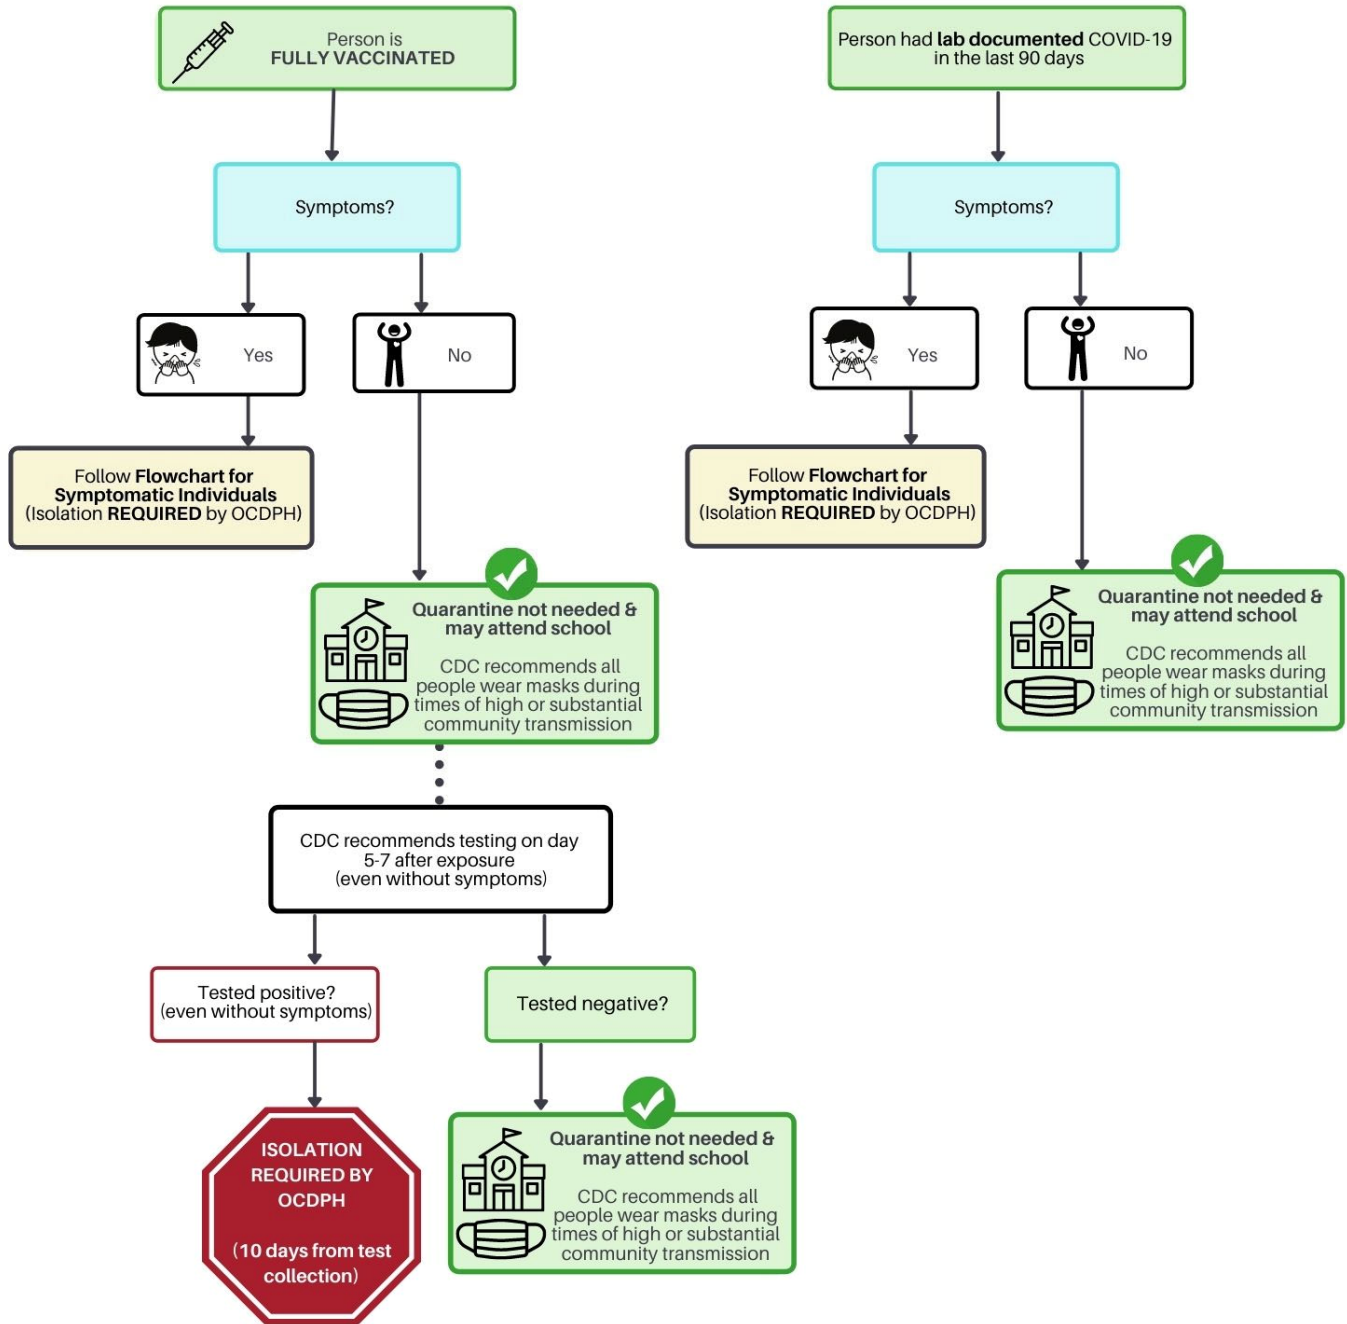 Person is
FULLY VACCINATED
Symptoms?
Yes
No
Follow Flowchart for
Symptomatic Individuals
(Isolation REQUIRED by OCDPH)
Quarantine not needed &
may attend school
CDC recommends all
people wear masks during
times of high or substantial
community transmission
CDC recommends testing on day
5-7 after exposure
(even without symptoms)
Tested positive?
(even without symptoms)
Tested negative?
ISOLATION
REQUIRED BY
OCDPH
(10 days from test
collection)
Quarantine not needed &
may attend school
CDC recommends all
people wear masks during
times of high or substantial
community transmission
Person had lab documented COVID-19
in the last 90 days
Symptoms?
Yes
No
Follow Flowchart for
Symptomatic Individuals
(Isolation REQUIRED by OCDPH)
Quarantine not needed &
may attend school
CDC recommends all
people wear masks during
times of high or substantial
community transmission